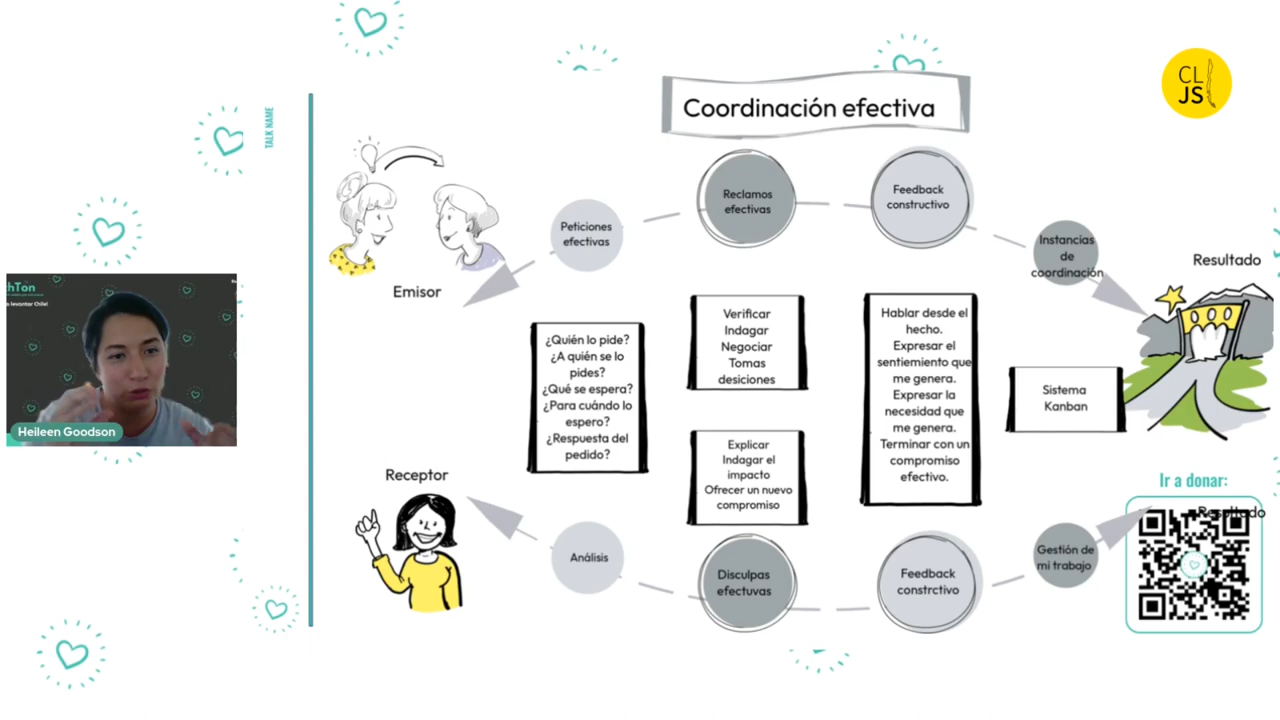 TALK NAME
CL
JS
Coordinación efectiva
Reclamos
efectivas
Feedback
constructivo
Peticiones
efectivas
Instancias
de
coordinación
Resultado
Emisor
¿Quién lo pide?
¿A quién se lo
pides?
¿Qué se espera?
¿Para cuándo lo
espero?
¿Respuesta del
pedido?
Verificar
Indagar
Negociar
Tomas
desiciones
Hablar desde el
hecho.
Expresar el
sentiemiento que
me genera.
Expresar la
necesidad que
me genera.
Terminar con un
compromiso
efectivo.
Sistema
Kanban
Explicar
Indagar el
impacto
Ofrecer un nuevo
compromiso
hTon
levantar Chile!
Heileen Goodson
Receptor
Análisis
Disculpas
efectuvas
Feedback
constrctivo
Gestión de
mi trabajo
Ir a donar:
Resultado